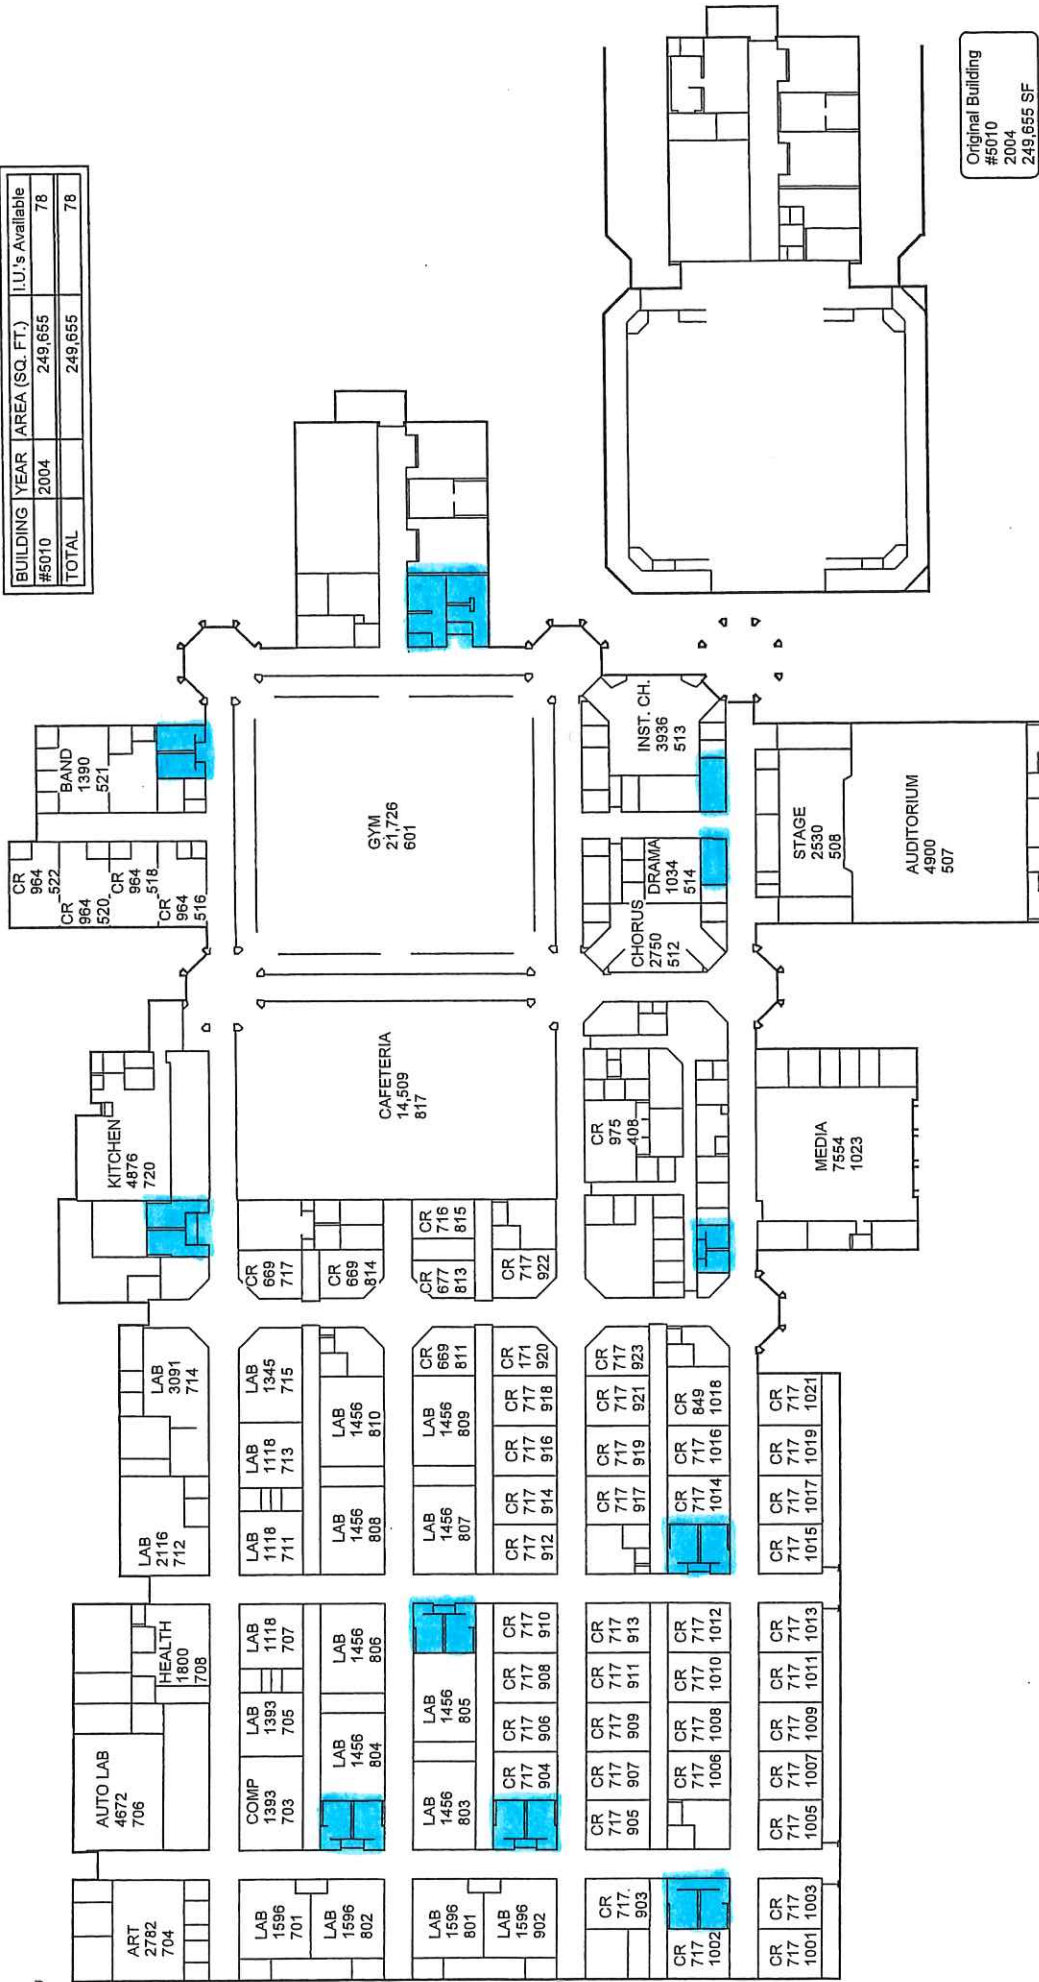 BUILDING YEAR AREA (SQ. FT.) I.U.'s Available
#5010 2004 249,655 78
TOTAL 249,655 78
Original Building
#5010
2004
249,655 SF
CR
964
522
CR
964
520
CR
964
518
CR
964
516
BAND
1390
521
GYM
21,726
601
INST. CH.
3936
513
DRAMA
1034
514
CHORUS
2750
512
STAGE
2530
508
AUDITORIUM
4900
507
KITCHEN
4876
720
CAFETERIA
14,509
817
CR
975
408
MEDIA
7554
1023
CR
669
717
CR
669
814
CR
716
815
CR
677
813
CR
717
922
LAB
3091
714
LAB
2116
712
LAB
1345
715
LAB
1118
713
LAB
1118
711
LAB
1456
810
LAB
1456
808
CR
669
811
LAB
1456
809
LAB
1456
807
CR
171
920
CR
717
918
CR
717
916
CR
717
914
CR
717
912
CR
717
923
CR
717
921
CR
717
919
CR
717
917
CR
849
1018
CR
717
1016
CR
717
1014
CR
717
1021
CR
717
1019
CR
717
1017
CR
717
1015
HEALTH
1800
708
AUTO LAB
4672
706
LAB
1118
707
LAB
1393
705
COMP
1393
703
LAB
1456
806
LAB
1456
804
LAB
1456
805
LAB
1456
803
CR
717
910
CR
717
908
CR
717
906
CR
717
904
CR
717
913
CR
717
911
CR
717
909
CR
717
907
CR
717
905
CR
717
1012
CR
717
1010
CR
717
1008
CR
717
1006
CR
717
1013
CR
717
1011
CR
717
1009
CR
717
1007
CR
717
1005
ART
2782
704
LAB
1596
701
LAB
1596
802
LAB
1596
801
LAB
1596
902
CR
717.
903
CR
717
1002
CR
717
1003
CR
717
1001